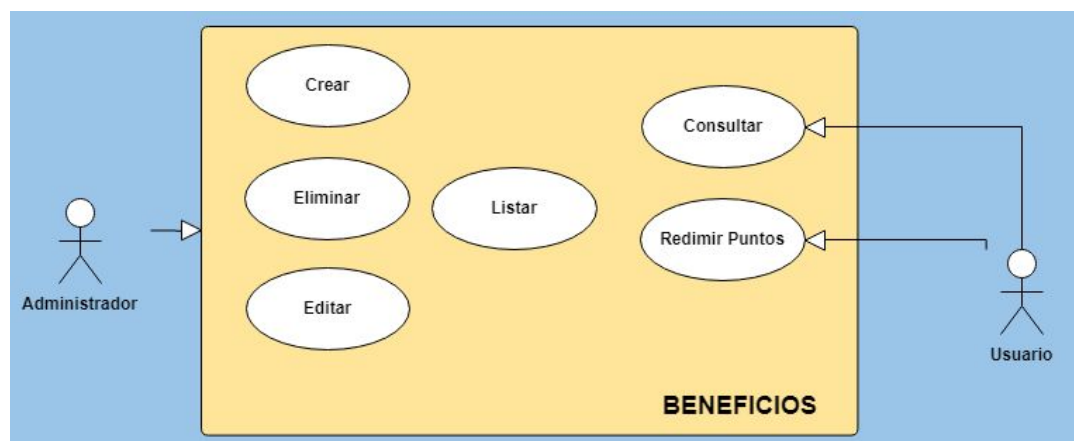 Crear
Consultar
Eliminar
Listar
Redimir Puntos
Administrador
Editar
Usuario
BENEFICIOS